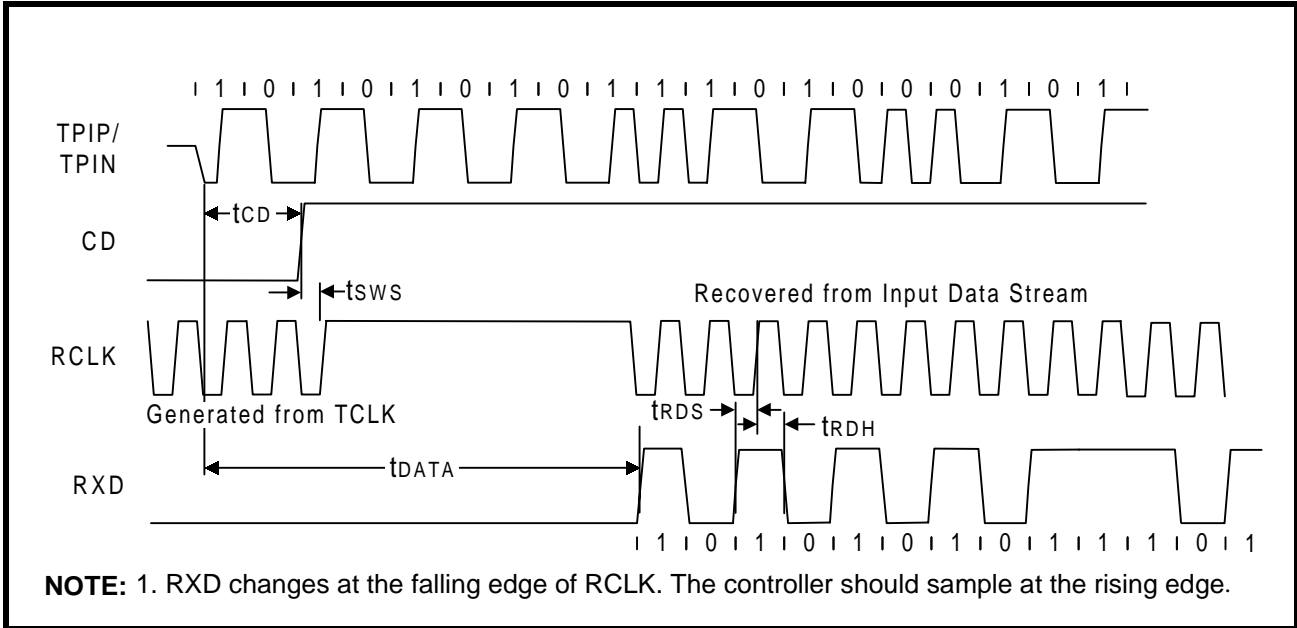 1 0 1 0 1 0 1 0 1 1 1 0 1 0 0 0 1 0 1
TPIP/
TPIN
tCD
CD
tSWS
Recovered from Input Data Stream
RCLK
Generated from TCLK
tRDS
tRDH
tDATA
RXD
1 0 1 0 1 0 1 0 1 1 1 0 1
NOTE: 1. RXD changes at the falling edge of RCLK. The controller should sample at the rising edge.